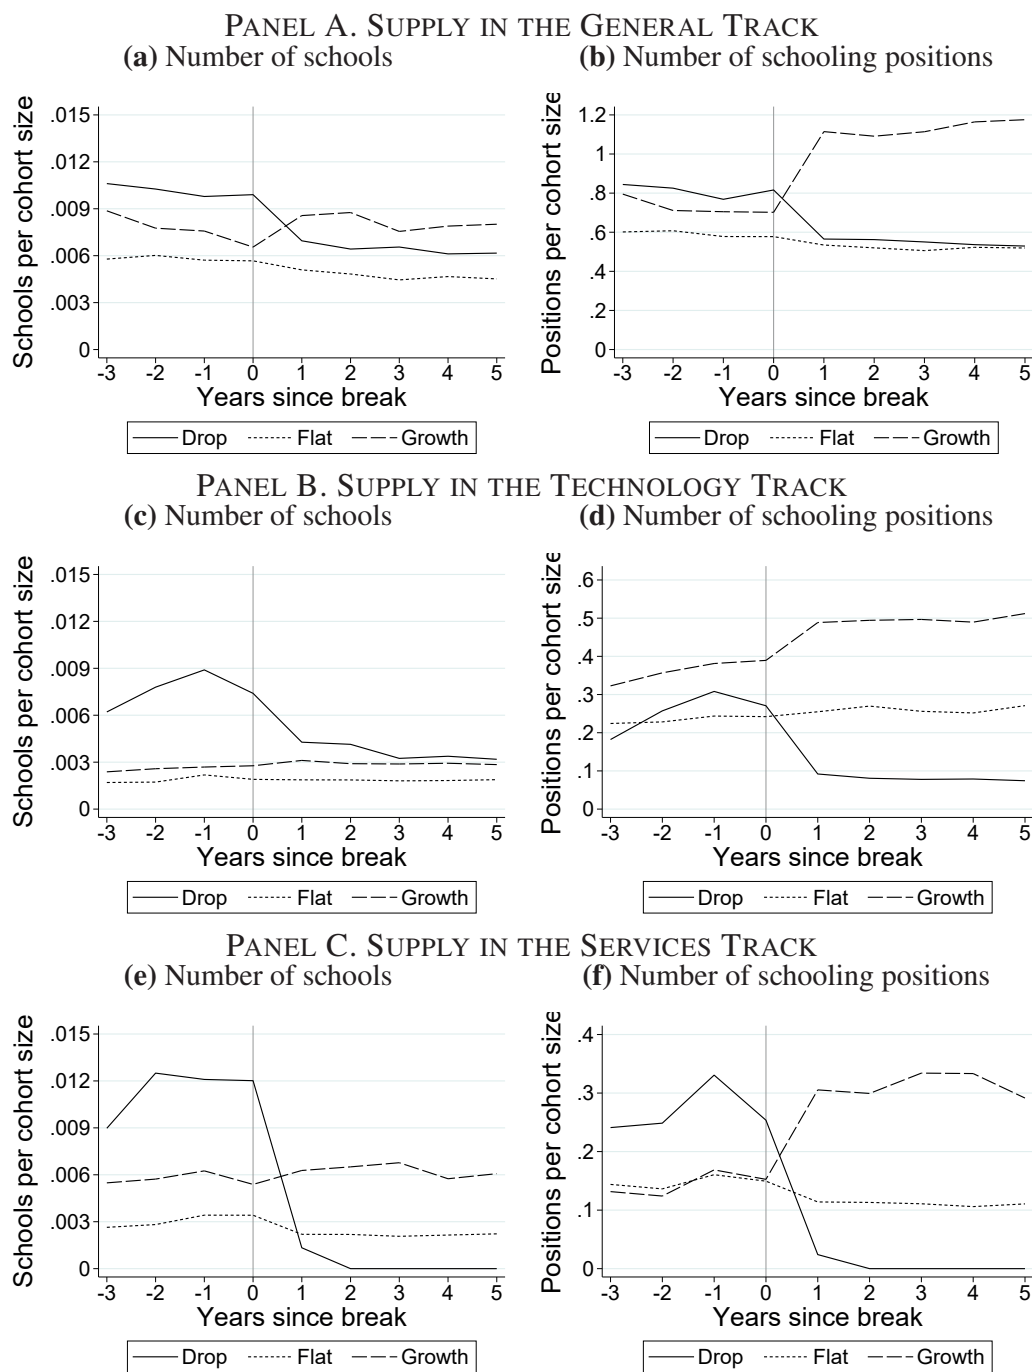 PANEL A. SUPPLY IN THE GENERAL TRACK
(a) Number of schools
(b) Number of schooling positions
Schools per cohort size
.015
.012
.009
.006
.003
0
-3 -2 -1 0 1 2 3 4 5
Years since break
Drop Flat Growth
Positions per cohort size
1.2
1
.8
.6
.4
.2
0
-3 -2 -1 0 1 2 3 4 5
Years since break
Drop Flat Growth
PANEL B. SUPPLY IN THE TECHNOLOGY TRACK
(c) Number of schools
(d) Number of schooling positions
Schools per cohort size
.015
.012
.009
.006
.003
0
-3 -2 -1 0 1 2 3 4 5
Years since break
Drop Flat Growth
Positions per cohort size
.6
.5
.4
.3
.2
.1
0
-3 -2 -1 0 1 2 3 4 5
Years since break
Drop Flat Growth
PANEL C. SUPPLY IN THE SERVICES TRACK
(e) Number of schools
(f) Number of schooling positions
Schools per cohort size
.015
.012
.009
.006
.003
0
-3 -2 -1 0 1 2 3 4 5
Years since break
Drop Flat Growth
Positions per cohort size
.4
.3
.2
.1
0
-3 -2 -1 0 1 2 3 4 5
Years since break
Drop Flat Growth